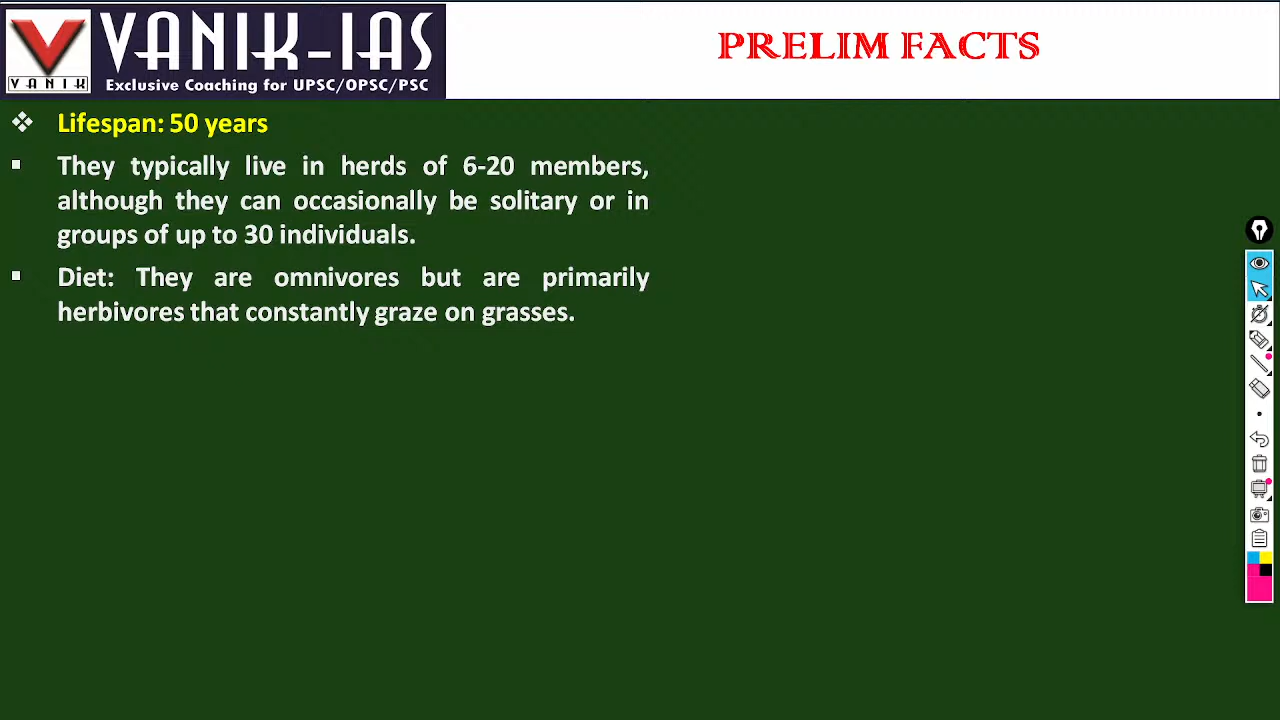 VANIK-IAS
VANIK
Exclusive Coaching for UPSC/OPSC/PSC
PRELIM FACTS
Lifespan: 50 years
They typically live in herds of 6-20 members,
although they can occasionally be solitary or in
groups of up to 30 individuals.
Diet: They are omnivores but are primarily
herbivores that constantly graze on grasses.